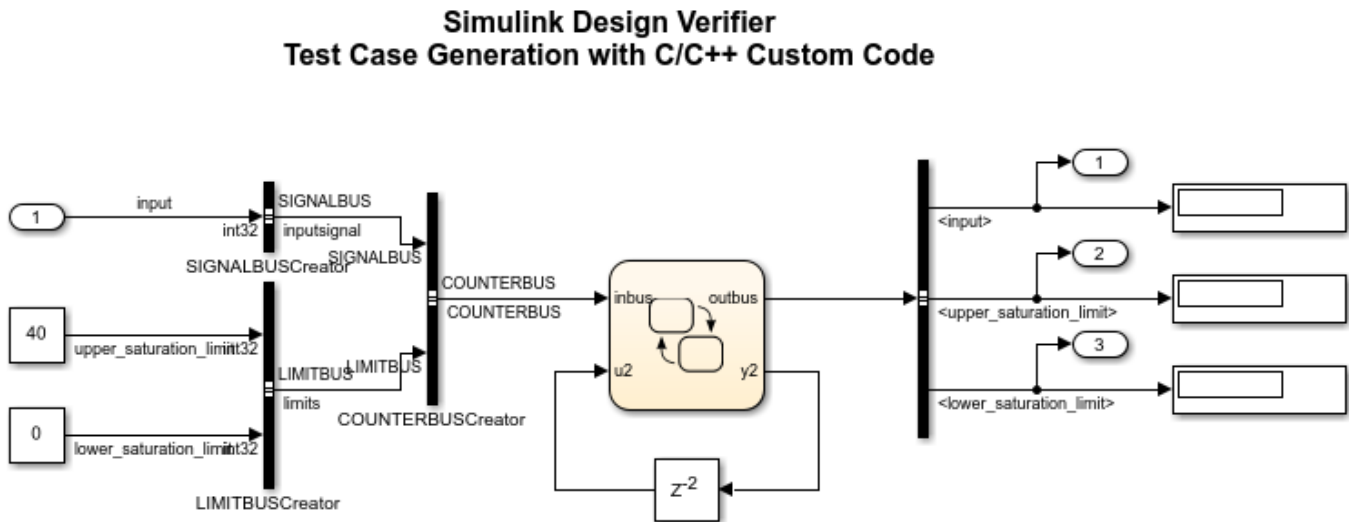 Simulink Design Verifier
Test Case Generation with C/C++ Custom Code
1
input
int32
SIGNALBUS
inputsignal
SIGNALBUSCreator
SIGNALBUS
40
upper_saturation_limit
int32
0
lower_saturation_limit
int32
LIMITBUS
limits
LIMITBUSCreator
LIMITBUS
COUNTERBUS
COUNTERBUS
COUNTERBUSCreator
inbus
outbus
u2
y2
Z-2
<input>
1
<upper_saturation_limit>
2
<lower_saturation_limit>
3